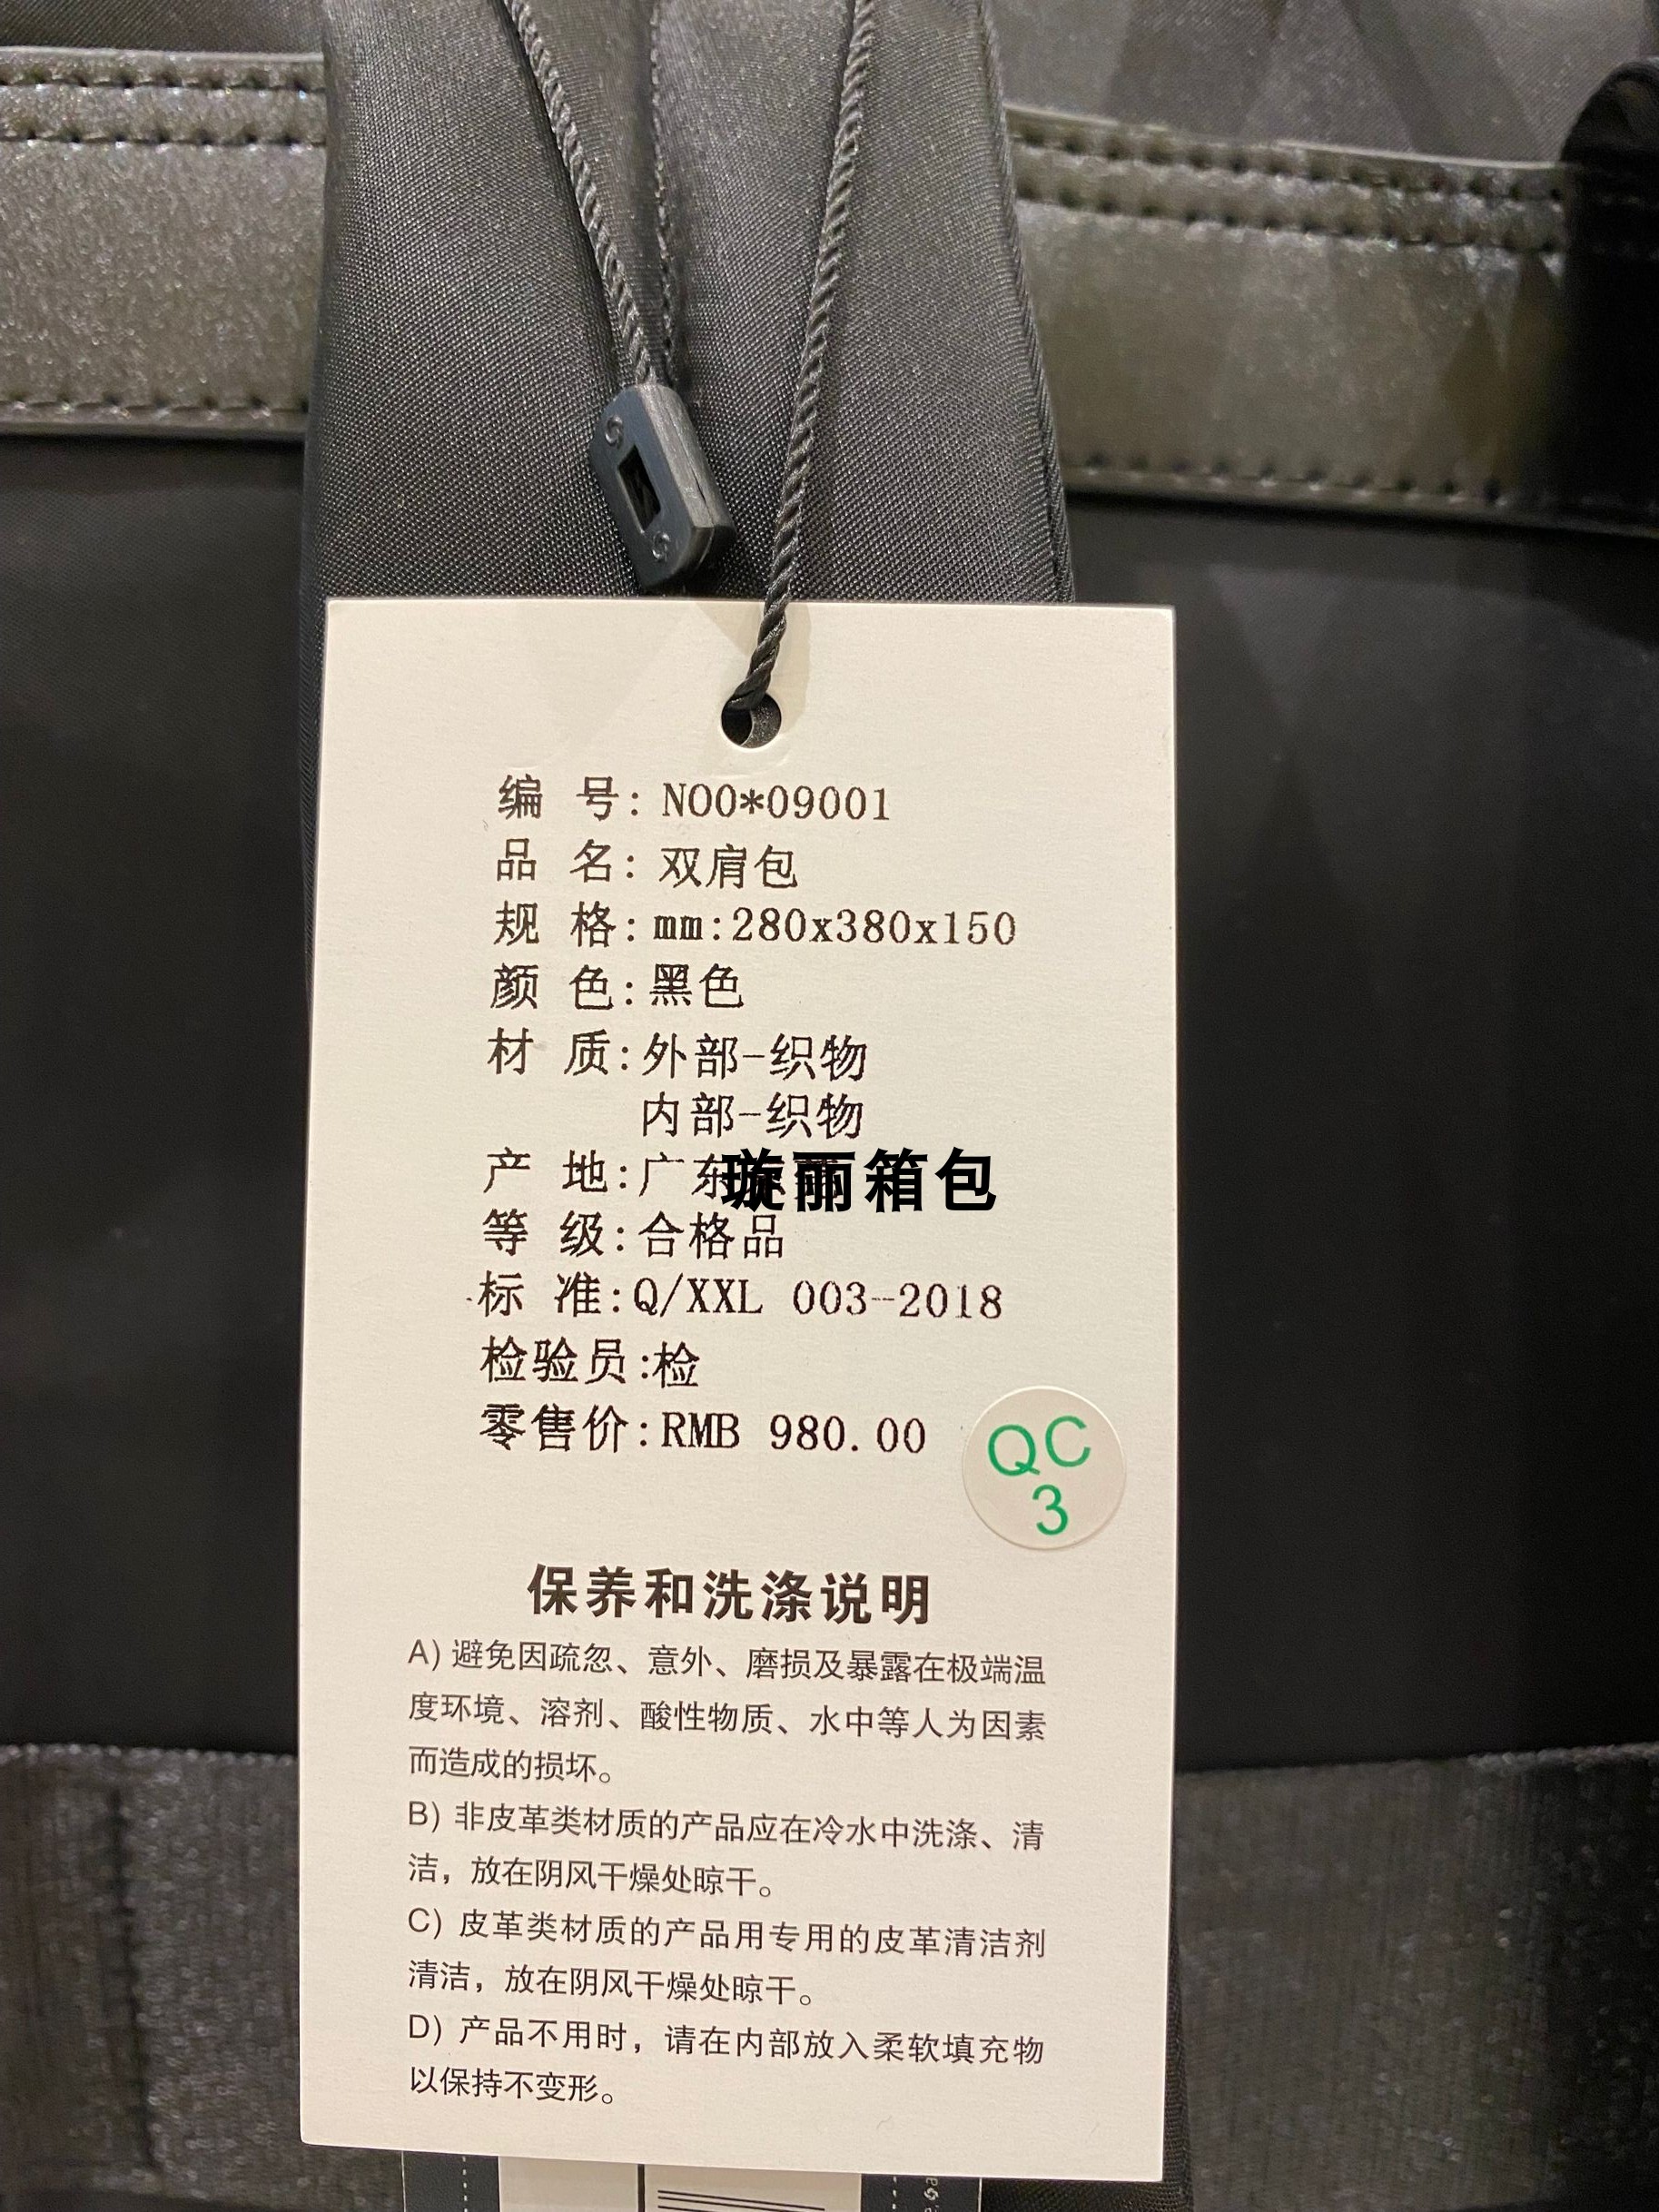 编 号: NO0*09001
品 名: 双肩包
规 格: mm:280x380x150
颜 色: 黑色
材 质: 外部-织物
内部-织物
产 地: 广东
璇丽箱包
等 级: 合格品
标 准: Q/XXL 003-2018
检验员:检
零售价:RMB 980.00
QC
3
保养和洗涤说明
A) 避免因疏忽、意外、磨损及暴露在极端温
度环境、溶剂、酸性物质、水中等人为因素
而造成的损坏。
B) 非皮革类材质的产品应在冷水中洗涤、清
洁，放在阴风干燥处晾干。
C) 皮革类材质的产品用专用的皮革清洁剂
清洁，放在阴风干燥处晾干。
D) 产品不用时，请在内部放入柔软填充物
以保持不变形。